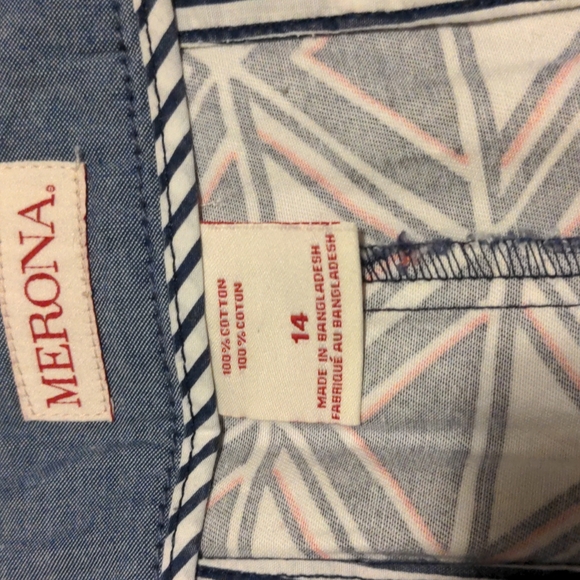 MERONA®
100% COTTON
100% COTON
14
MADE IN BANGLADESH
FABRIQUÉ AU BANGLADESH